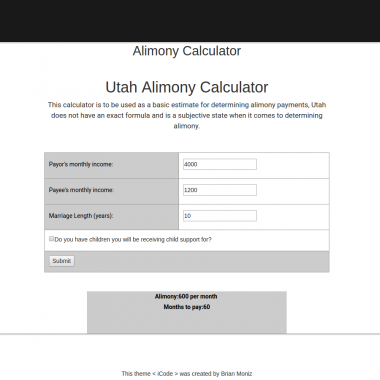 Alimony Calculator
Utah Alimony Calculator
This calculator is to be used as a basic estimate for determining alimony payments, Utah
does not have an exact formula and is a subjective state when it comes to determining
alimony.
Payor's monthly income: 4000
Payee's monthly income: 1200
Marriage Length (years): 10
Do you have children you will be receiving child support for?
Submit
Alimony:600 per month
Months to pay:60
This theme < iCode > was created by Brian Moniz